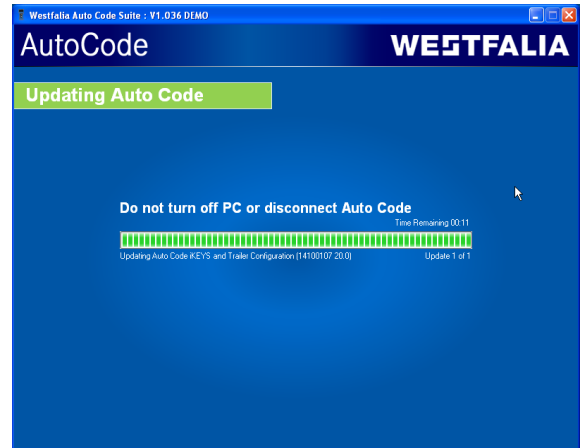 Westfalia Auto Code Suite : V1.036 DEMO
AutoCode
WESTFALIA
Updating Auto Code
Do not turn off PC or disconnect Auto Code
Time Remaining 00:11
Updating Auto Code iKEYS and Trailer Configuration (14100107 20.0)
Update 1 of 1